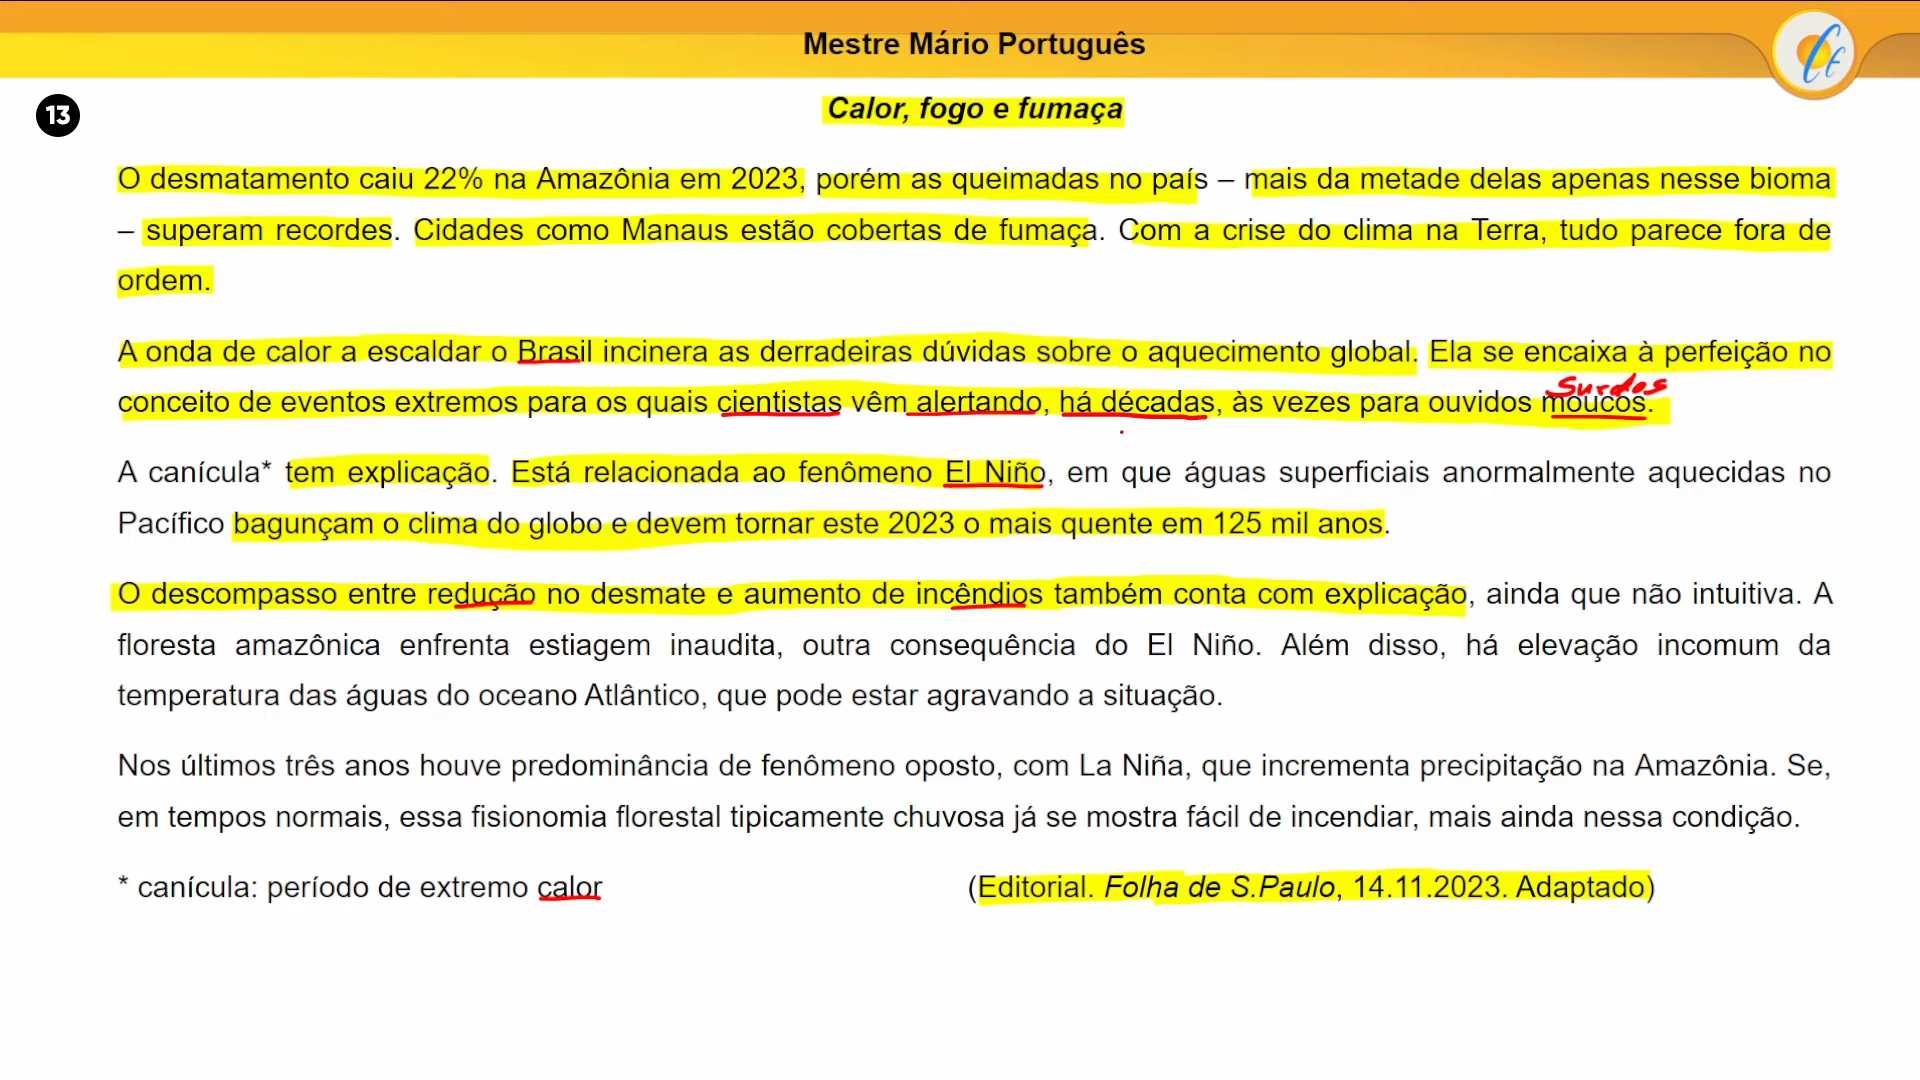 Mestre Mário Português
13
Calor, fogo e fumaça
O desmatamento caiu 22% na Amazônia em 2023, porém as queimadas no país – mais da metade delas apenas nesse bioma
– superam recordes. Cidades como Manaus estão cobertas de fumaça. Com a crise do clima na Terra, tudo parece fora de
ordem.
A onda de calor a escaldar o Brasil incinera as derradeiras dúvidas sobre o aquecimento global. Ela se encaixa à perfeição no
surdos
conceito de eventos extremos para os quais cientistas vêm alertando, há décadas, às vezes para ouvidos moucos.
A canícula* tem explicação. Está relacionada ao fenômeno El Niño, em que águas superficiais anormalmente aquecidas no
Pacífico bagunçam o clima do globo e devem tornar este 2023 o mais quente em 125 mil anos.
O descompasso entre redução no desmate e aumento de incêndios também conta com explicação, ainda que não intuitiva. A
floresta amazônica enfrenta estiagem inaudita, outra consequência do El Niño. Além disso, há elevação incomum da
temperatura das águas do oceano Atlântico, que pode estar agravando a situação.
Nos últimos três anos houve predominância de fenômeno oposto, com La Niña, que incrementa precipitação na Amazônia. Se,
em tempos normais, essa fisionomia florestal tipicamente chuvosa já se mostra fácil de incendiar, mais ainda nessa condição.
* canícula: período de extremo calor (Editorial. Folha de S.Paulo, 14.11.2023. Adaptado)